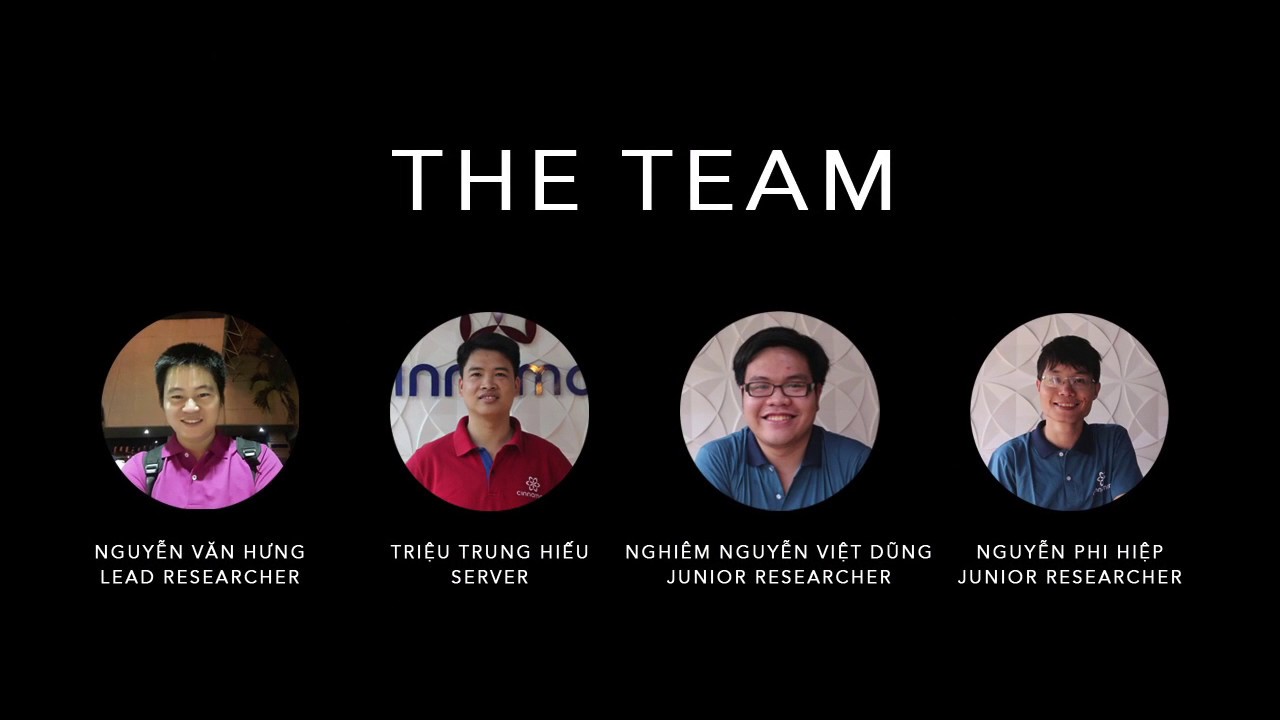 THE TEAM
NGUYỄN VĂN HƯNG
LEAD RESEARCHER
TRIỆU TRUNG HIẾU
SERVER
NGHIÊM NGUYỄN VIỆT DŨNG
JUNIOR RESEARCHER
NGUYỄN PHI HIỆP
JUNIOR RESEARCHER